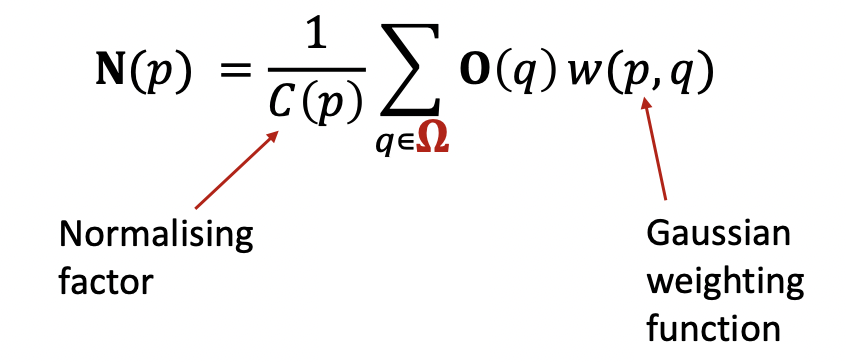 N(p) = 1/C(p) ∑ q∈Ω O(q) w(p,q)
Normalising
factor
Gaussian
weighting
function